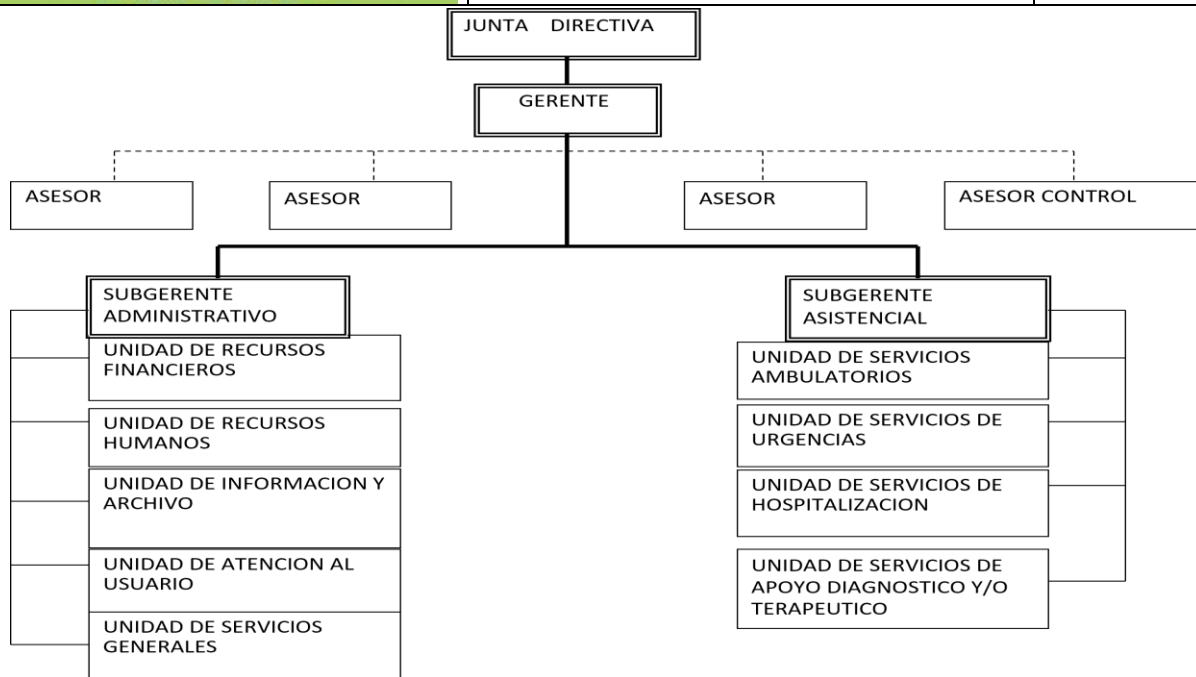 JUNTA DIRECTIVA
GERENTE
ASESOR
ASESOR
ASESOR
ASESOR CONTROL
SUBGERENTE
ADMINISTRATIVO
UNIDAD DE RECURSOS
FINANCIEROS
UNIDAD DE RECURSOS
HUMANOS
UNIDAD DE INFORMACION Y
ARCHIVO
UNIDAD DE ATENCION AL
USUARIO
UNIDAD DE SERVICIOS
GENERALES
SUBGERENTE
ASISTENCIAL
UNIDAD DE SERVICIOS
AMBULATORIOS
UNIDAD DE SERVICIOS DE
URGENCIAS
UNIDAD DE SERVICIOS DE
HOSPITALIZACION
UNIDAD DE SERVICIOS DE
APOYO DIAGNOSTICO Y/O
TERAPEUTICO